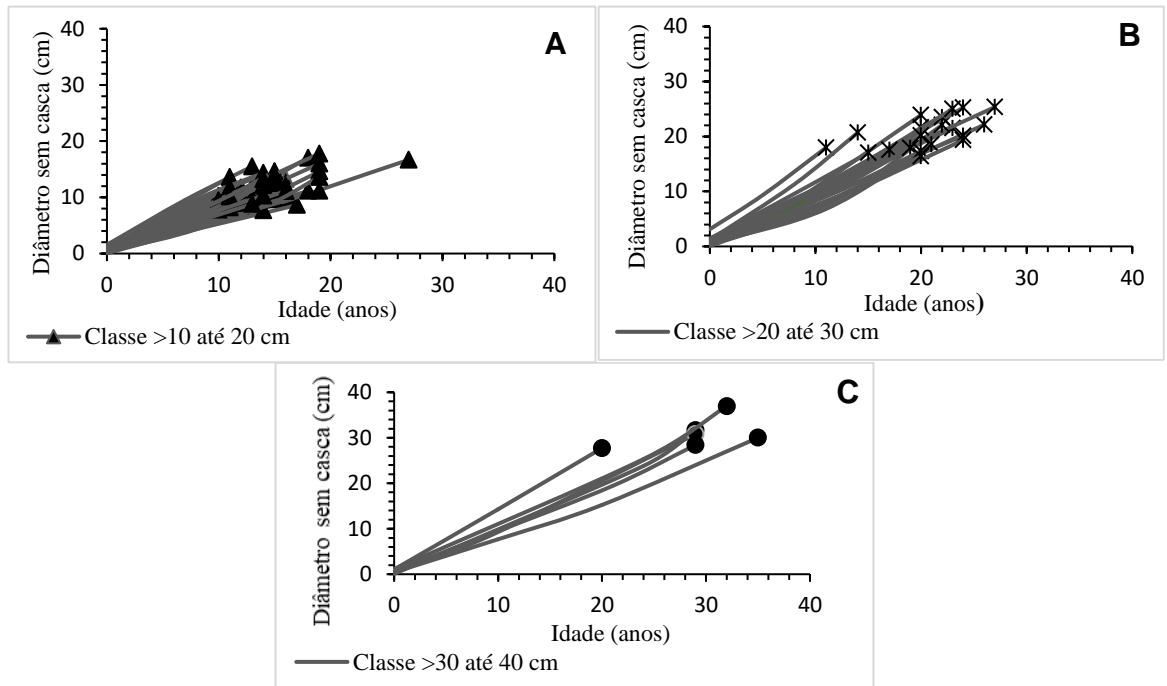 A
Diâmetro sem casca (cm)
40
30
20
10
0
0 10 20 30 40
Idade (anos)
Classe >10 até 20 cm
B
Diâmetro sem casca (cm)
40
30
20
10
0
0 10 20 30 40
Idade (anos)
Classe >20 até 30 cm
C
Diâmetro sem casca (cm)
40
30
20
10
0
0 20 30 40
Idade (anos)
Classe >30 até 40 cm